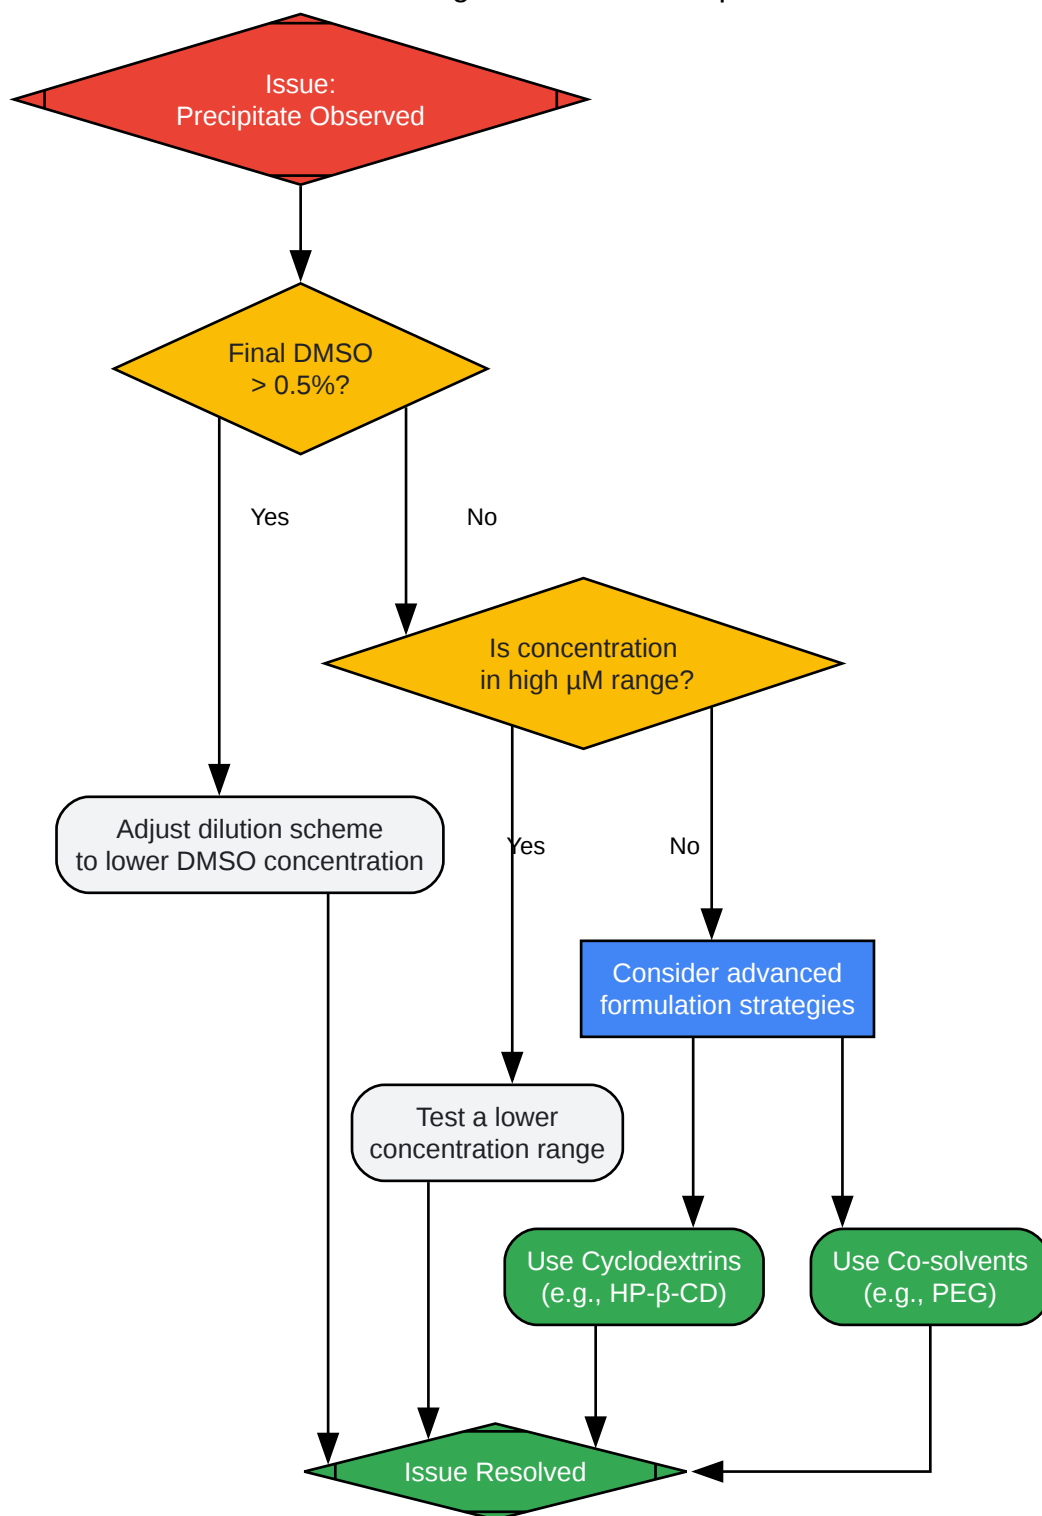 Issue:
Precipitate Observed
Final DMSO
> 0.5%?
Yes
No
Is concentration
in high µM range?
Adjust dilution scheme
to lower DMSO concentration
Yes
No
Consider advanced
formulation strategies
Test a lower
concentration range
Use Cyclodextrins
(e.g., HP-β-CD)
Use Co-solvents
(e.g., PEG)
Issue Resolved